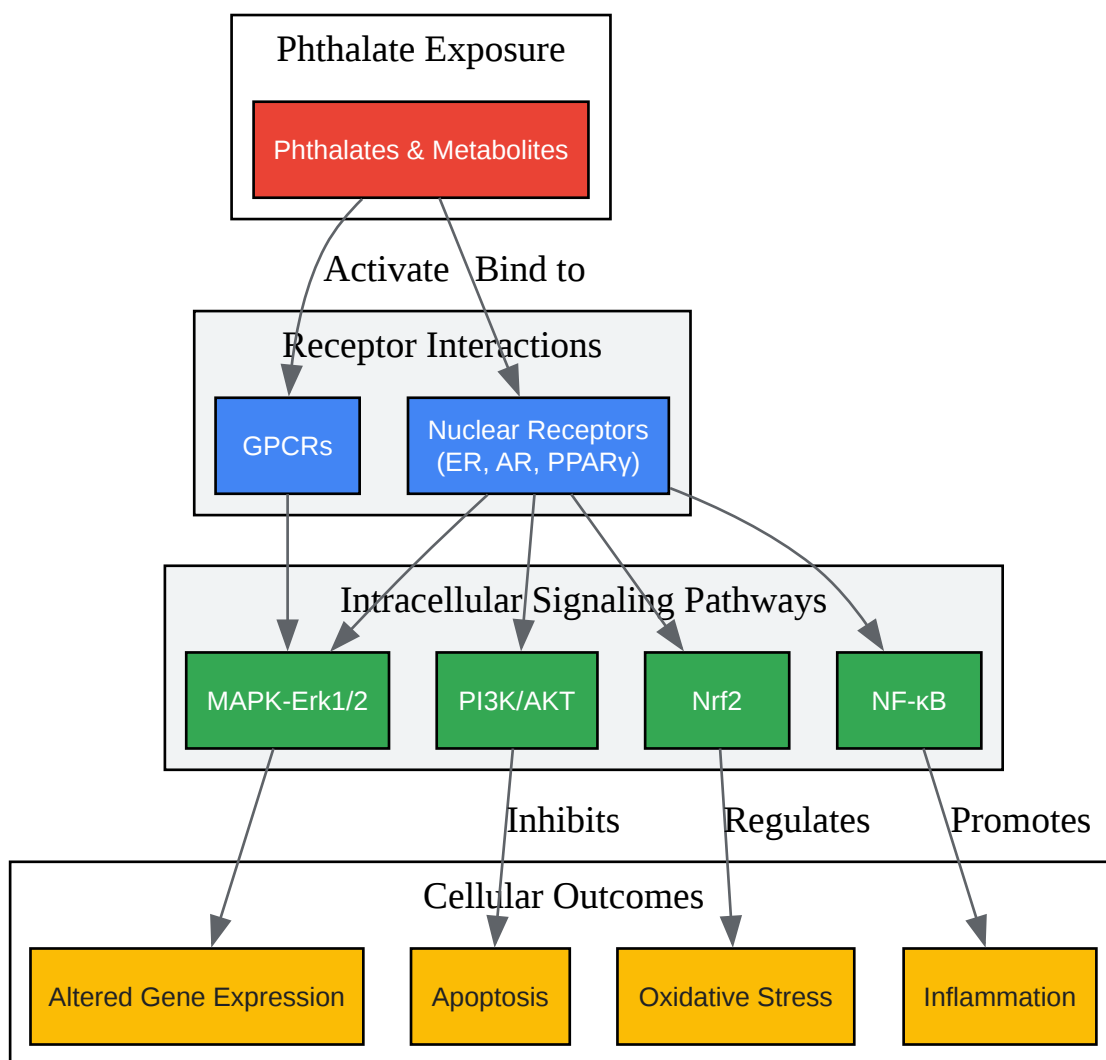 Phthalate Exposure
Phthalates & Metabolites
Activate
Bind to
Receptor Interactions
GPCRs
Nuclear Receptors
(ER, AR, PPARγ)
Intracellular Signaling Pathways
MAPK-Erk1/2
PI3K/AKT
Nrf2
NF-κB
Inhibits
Regulates
Promotes
Cellular Outcomes
Altered Gene Expression
Apoptosis
Oxidative Stress
Inflammation